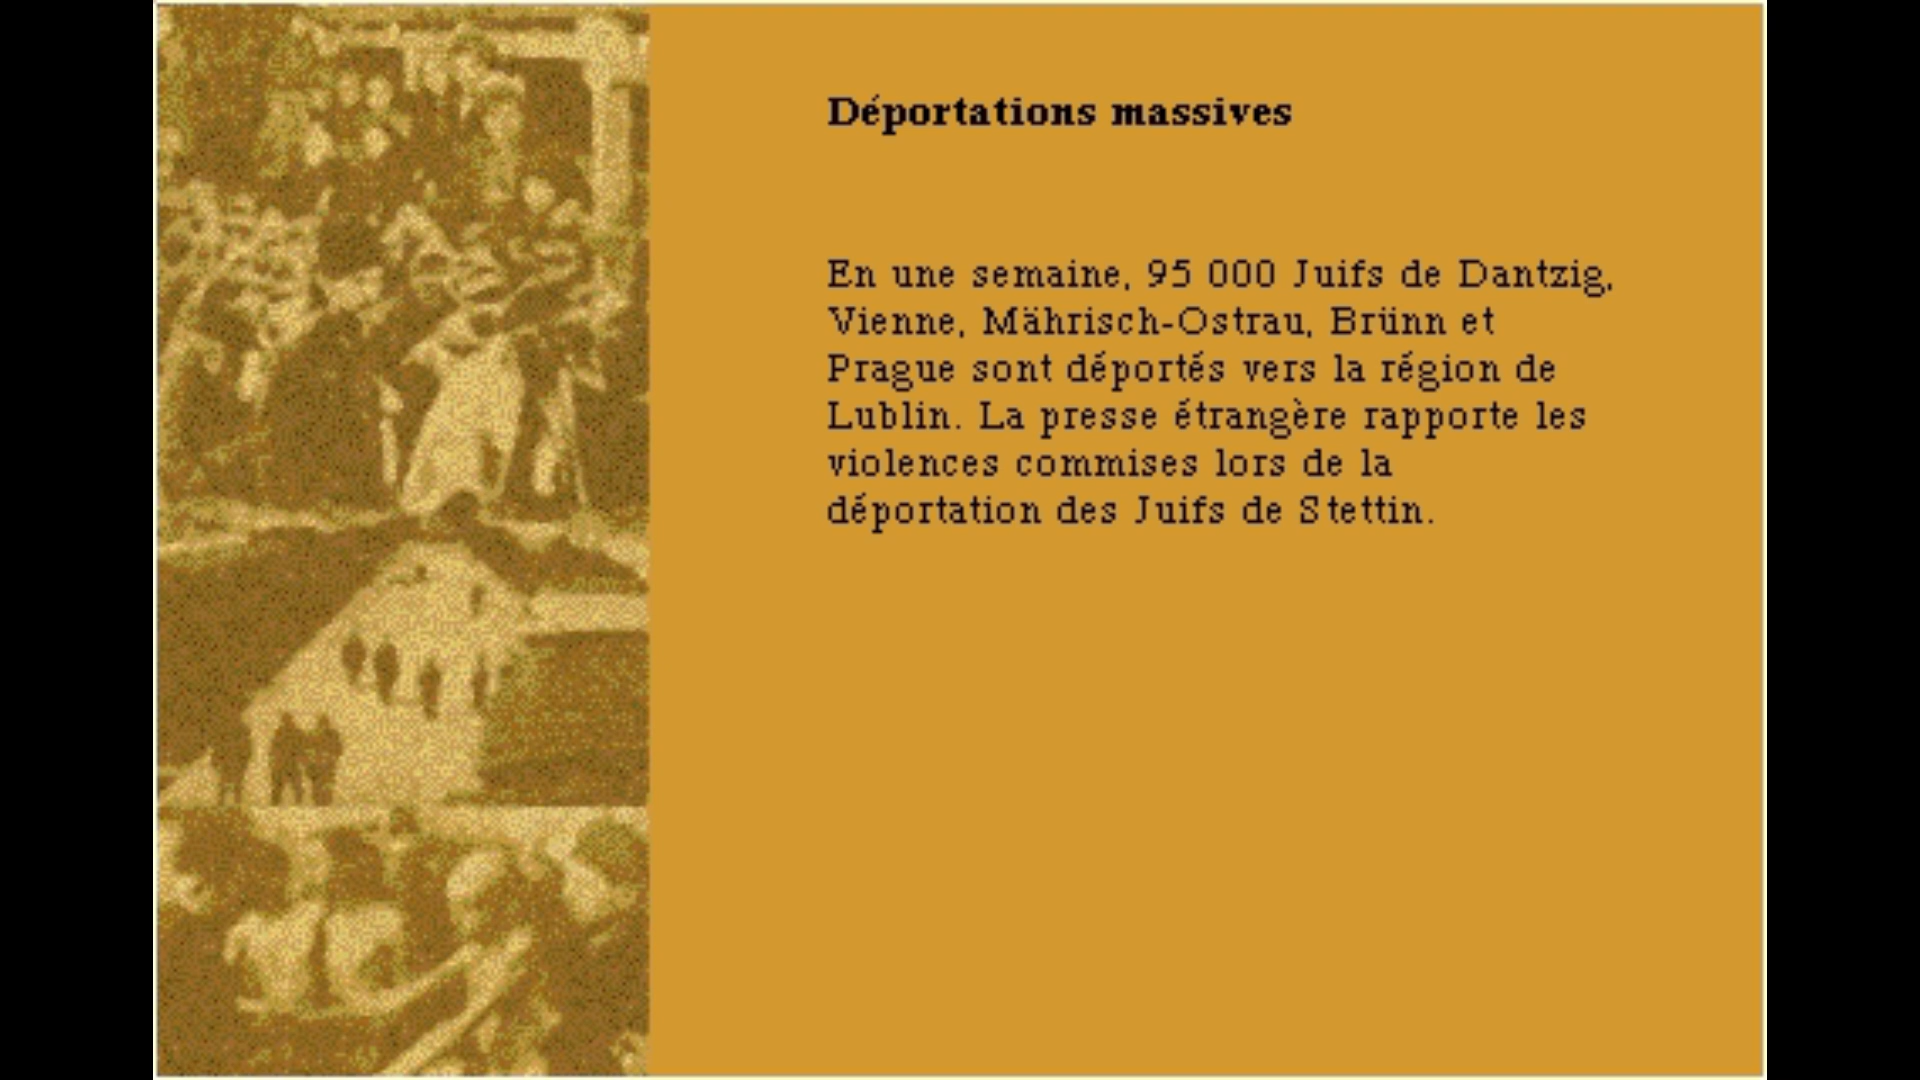 Déportations massives
En une semaine, 95 000 Juifs de Dantzig,
Vienne, Mährisch-Ostrau, Brünn et
Prague sont déportés vers la région de
Lublin. La presse étrangère rapporte les
violences commises lors de la
déportation des Juifs de Stettin.